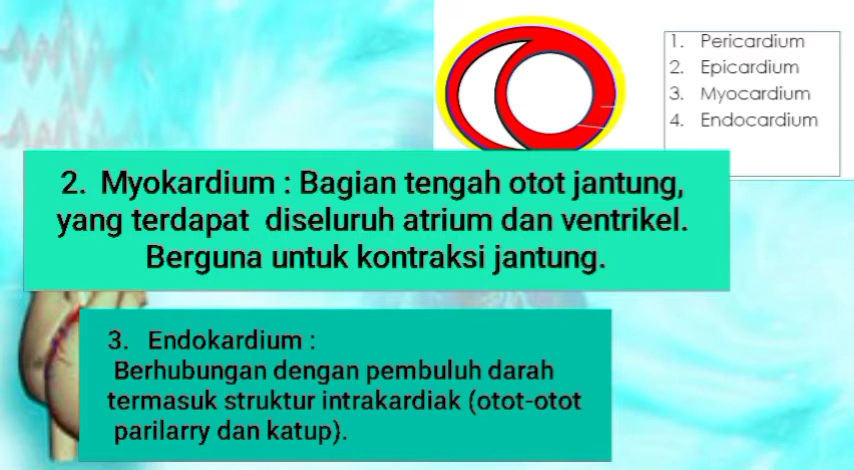 1. Pericardium
2. Epicardium
3. Myocardium
4. Endocardium
2. Myokardium : Bagian tengah otot jantung,
yang terdapat diseluruh atrium dan ventrikel.
Berguna untuk kontraksi jantung.
3. Endokardium :
Berhubungan dengan pembuluh darah
termasuk struktur intrakardiak (otot-otot
parilarry dan katup).